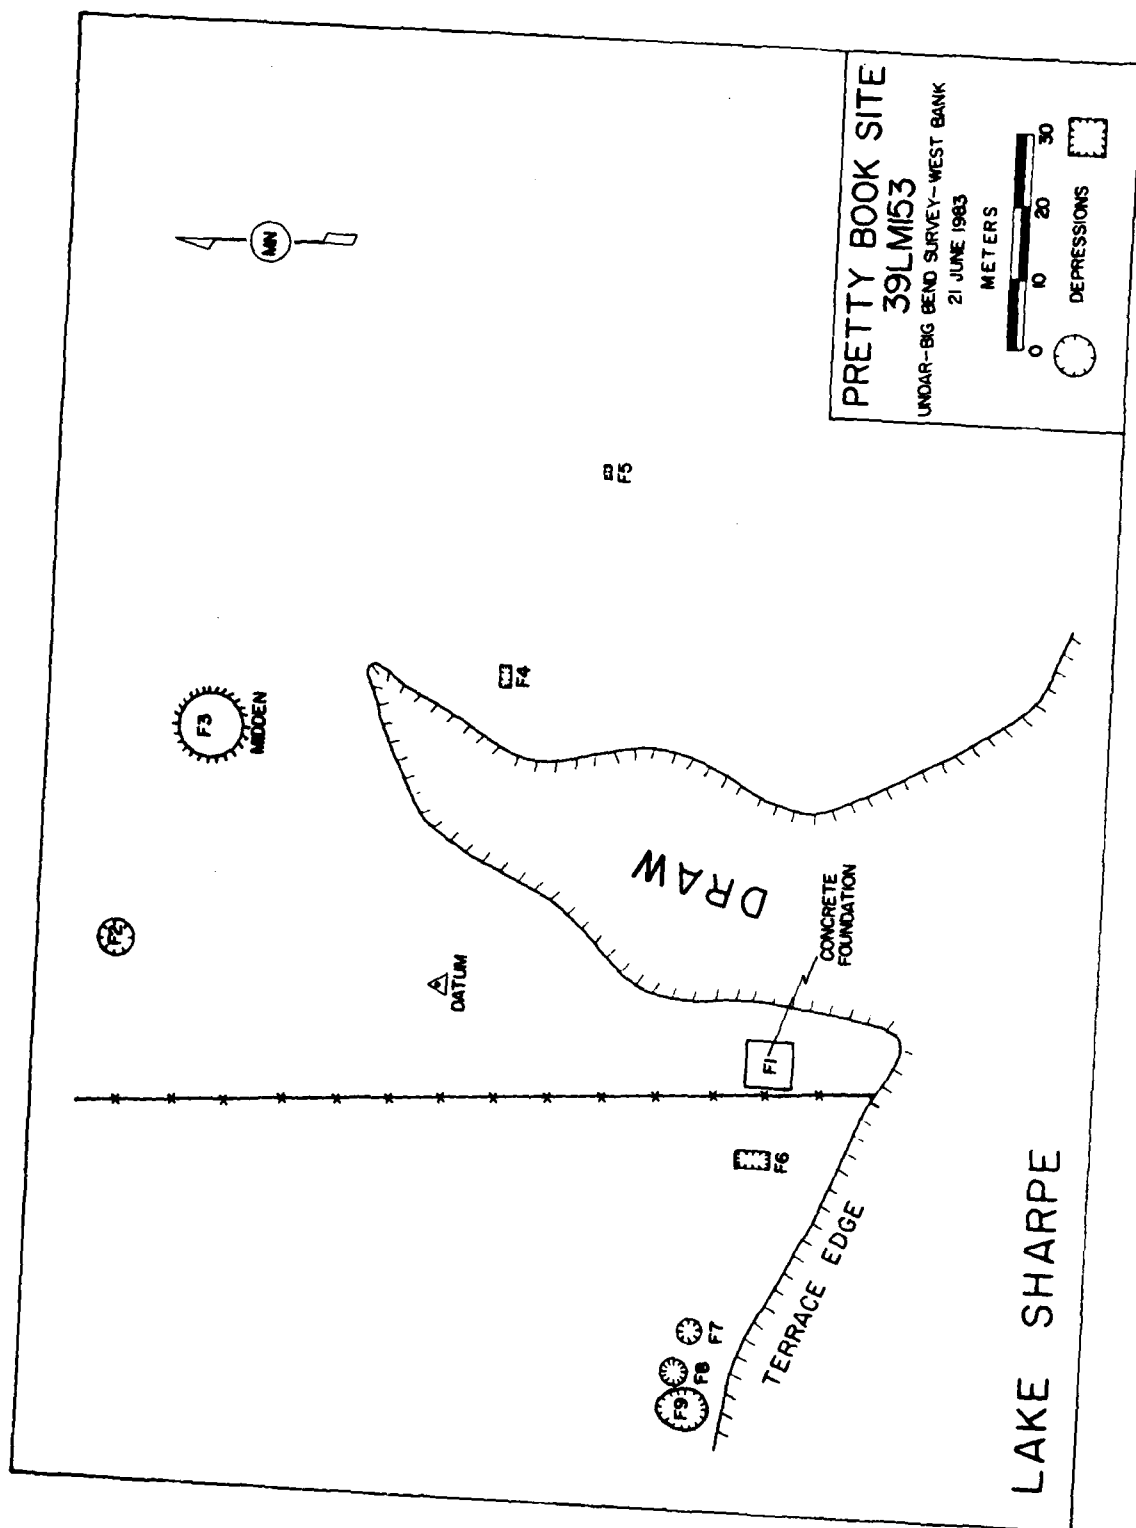 PRETTY BOOK SITE
39LM153
UNDAR-BIG BEND SURVEY-WEST BANK
21 JUNE 1983
METERS
0 10 20 30
DEPRESSIONS
MN
F2
F3
MIDDEN
DATUM
F4
F5
DRAW
F1
CONCRETE
FOUNDATION
F6
F7
F8
F9
TERRACE EDGE
LAKE SHARPE